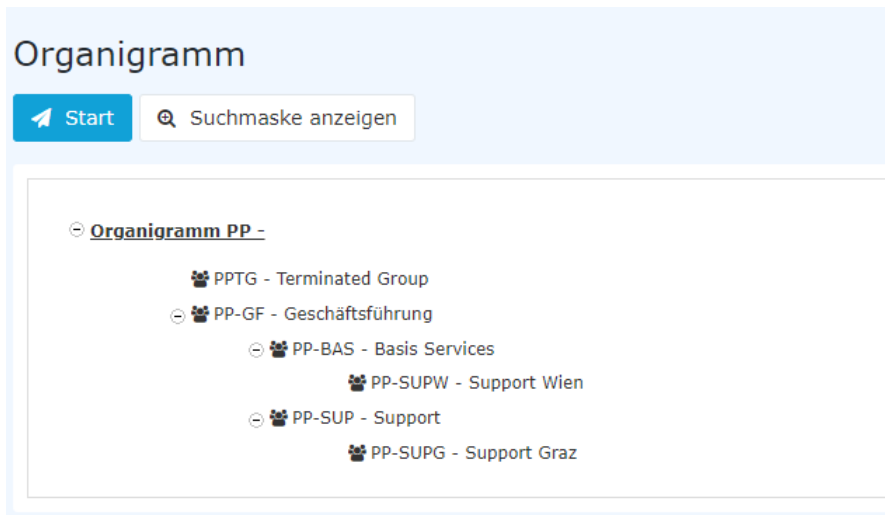 Organigramm
Start Suchmaske anzeigen
Organigramm PP -
PPTG - Terminated Group
PP-GF - Geschäftsführung
PP-BAS - Basis Services
PP-SUPW - Support Wien
PP-SUP - Support
PP-SUPG - Support Graz